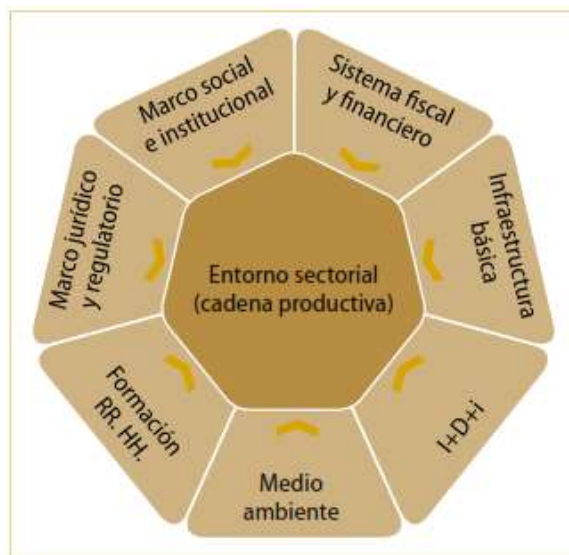 Marco social
e institucional
Sistema fiscal
y financiero
Infraestructura
básica
I+D+i
Medio
ambiente
Formación
RR. HH.
Marco jurídico
y regulatorio
Entorno sectorial
(cadena productiva)